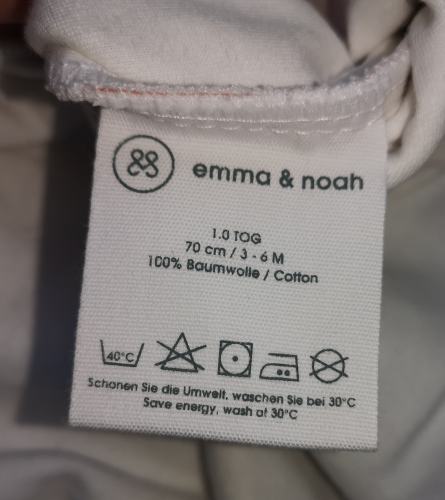 emma & noah
1.0 TOG
70 cm / 3 - 6 M
100% Baumwolle / Cotton
40°C
Schonen Sie die Umwelt, waschen Sie bei 30°C
Save energy, wash at 30°C